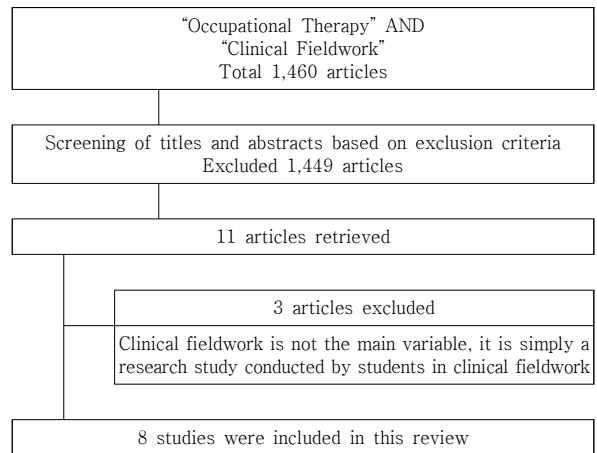 “Occupational Therapy” AND
“Clinical Fieldwork”
Total 1,460 articles
Screening of titles and abstracts based on exclusion criteria
Excluded 1,449 articles
11 articles retrieved
3 articles excluded
Clinical fieldwork is not the main variable, it is simply a
research study conducted by students in clinical fieldwork
8 studies were included in this review